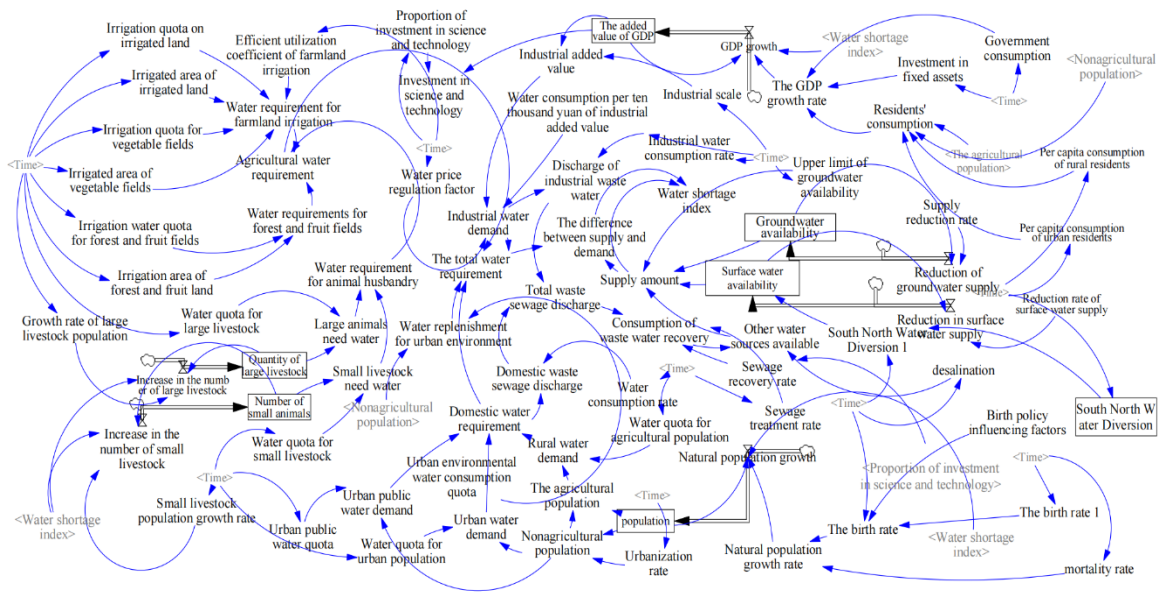 Irrigation quota on
irrigated land
Efficient utilization
coefficient of farmland
irrigation
Proportion of
investment in science
and technology
The added
value of GDP
GDP growth
<Water shortage
index>
Government
consumption
<Nonagricultural
population>
Irrigated area of
irrigated land
Investment in
science and
technology
Industrial added
value
Industrial scale
The GDP
growth rate
Investment in
fixed assets
<Time>
Water requirement for
farmland irrigation
Water consumption per ten
thousand yuan of industrial
added value
Residents'
consumption
Irrigation quota for
vegetable fields
<Time>
Industrial water
consumption rate
<Time>
<The agricultural
population>
Per capita consumption
of rural residents
<Time>
Irrigated area of
vegetable fields
Agricultural water
requirement
Water price
regulation factor
Discharge of
industrial waste
water
Water shortage
index
Upper limit of
groundwater
availability
Supply
reduction rate
Irrigation water quota
for forest and fruit fields
Water requirements for
forest and fruit fields
Industrial water
demand
The difference
between supply and
demand
Groundwater
availability
Per capita consumption
of urban residents
Irrigation area of
forest and fruit land
Water requirement
for animal husbandry
The total water
requirement
Supply amount
Surface water
availability
Reduction of
groundwater supply
<Time>
Growth rate of large
livestock population
Water quota for
large livestock
Large animals
need water
Water replenishment
for urban environment
Total waste
sewage discharge
Consumption of
waste water recovery
Other water
sources available
South North Water
Diversion 1
Reduction in surface
water supply
Reduction rate of
surface water supply
Quantity of
large livestock
Increase in the numb
er of large livestock
Small livestock
need water
Domestic waste
sewage discharge
Sewage
recovery rate
desalination
Number of
small animals
<Nonagricultural
population>
Water
consumption rate
<Time>
Sewage
treatment rate
<Time>
South North W
ater Diversion
Increase in the
number of small
livestock
Water quota for
small livestock
Domestic water
requirement
Rural water
demand
Water quota for
agricultural population
Natural population growth
Birth policy
influencing factors
<Time>
<Time>
Urban environmental
water consumption
quota
<Proportion of investment
in science and technology>
Small livestock
population growth rate
Urban public
water demand
The agricultural
population
<Time>
population
<Water shortage
index>
Urban public
water quota
Water quota for
urban population
Urban water
demand
Nonagricultural
population
Urbanization
rate
Natural population
growth rate
The birth rate
<Water shortage
index>
The birth rate 1
mortality rate